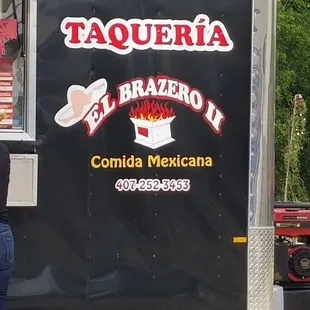 TAQUERÍA
EL BRAZERO II
Comida Mexicana
407-252-3453